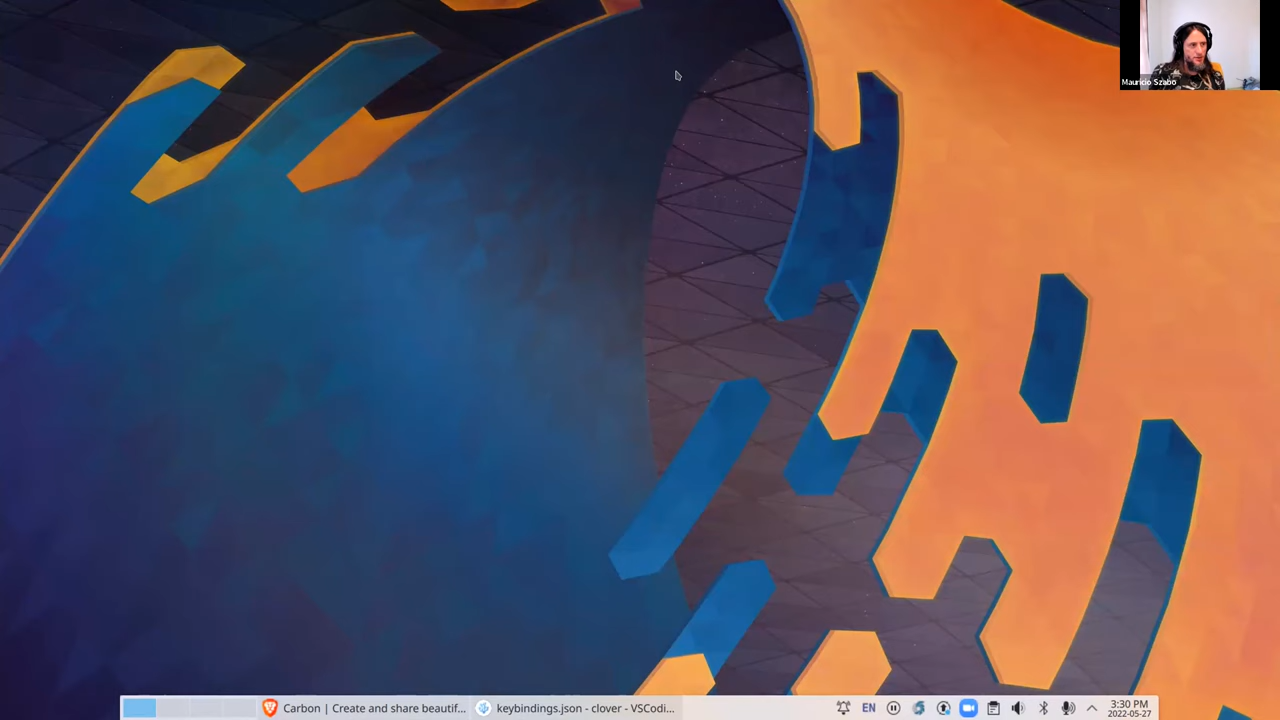 Mauricio Szabo
Carbon | Create and share beautif...
keybindings.json - clover - VSCodi...
EN
3:30 PM
2022-05-27